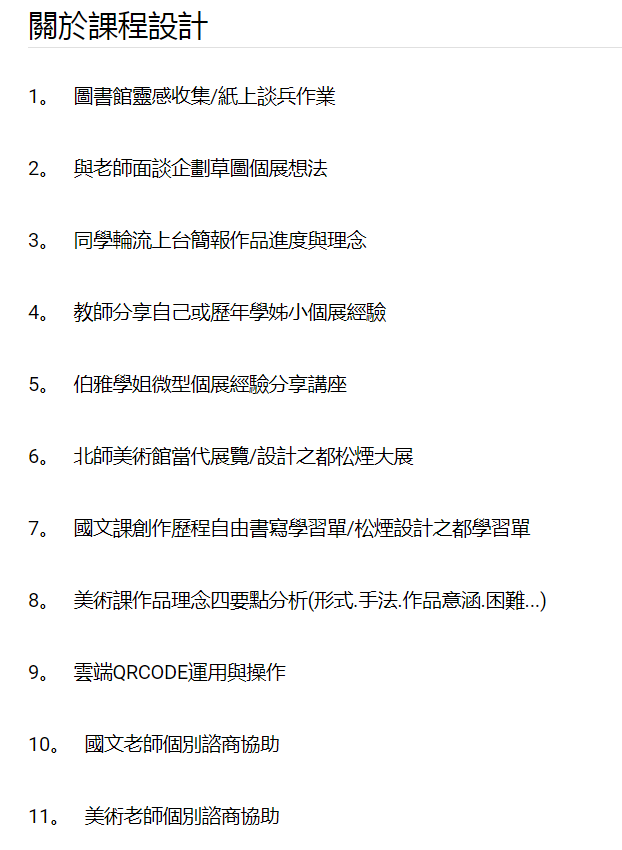 關於課程設計
1。 圖書館靈感收集/紙上談兵作業
2。 與老師面談企劃草圖個展想法
3。 同學輪流上台簡報作品進度與理念
4。 教師分享自己或歷年學姊小個展經驗
5。 伯雅學姐微型個展經驗分享講座
6。 北師美術館當代展覽/設計之都松煙大展
7。 國文課創作歷程自由書寫學習單/松煙設計之都學習單
8。 美術課作品理念四要點分析(形式.手法.作品意涵.困難...)
9。 雲端QRCODE運用與操作
10。 國文老師個別諮商協助
11。 美術老師個別諮商協助